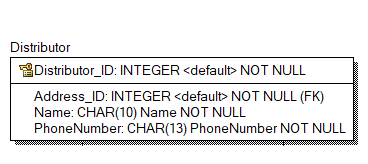 Distributor
Distributor_ID: INTEGER <default> NOT NULL
Address_ID: INTEGER <default> NOT NULL (FK)
Name: CHAR(10) Name NOT NULL
PhoneNumber: CHAR(13) PhoneNumber NOT NULL